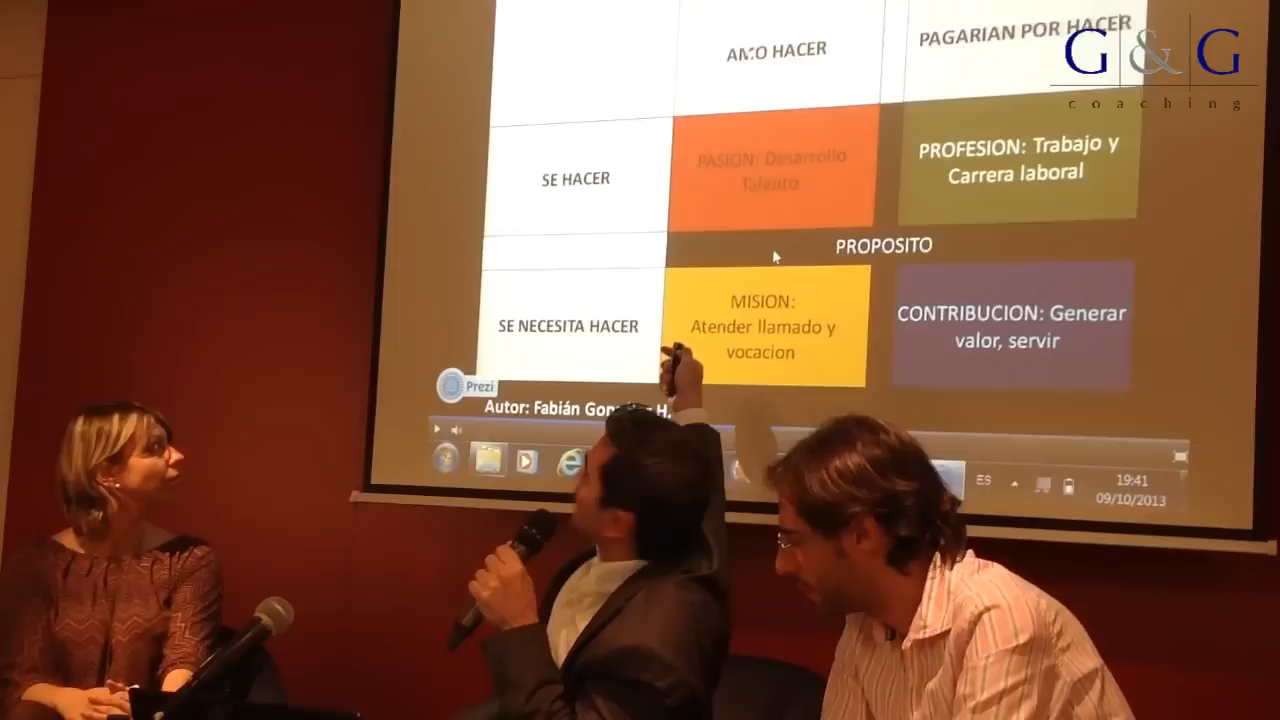 AMO HACER
PAGARIAN POR HACER
G & G
coaching
SE HACER
PASION: Desarrollo
Talento
PROFESION: Trabajo y
Carrera laboral
PROPOSITO
SE NECESITA HACER
MISION:
Atender llamado y
vocacion
CONTRIBUCION: Generar
valor, servir
Prezi
Autor: Fabián H.
ES
19:41
09/10/2013